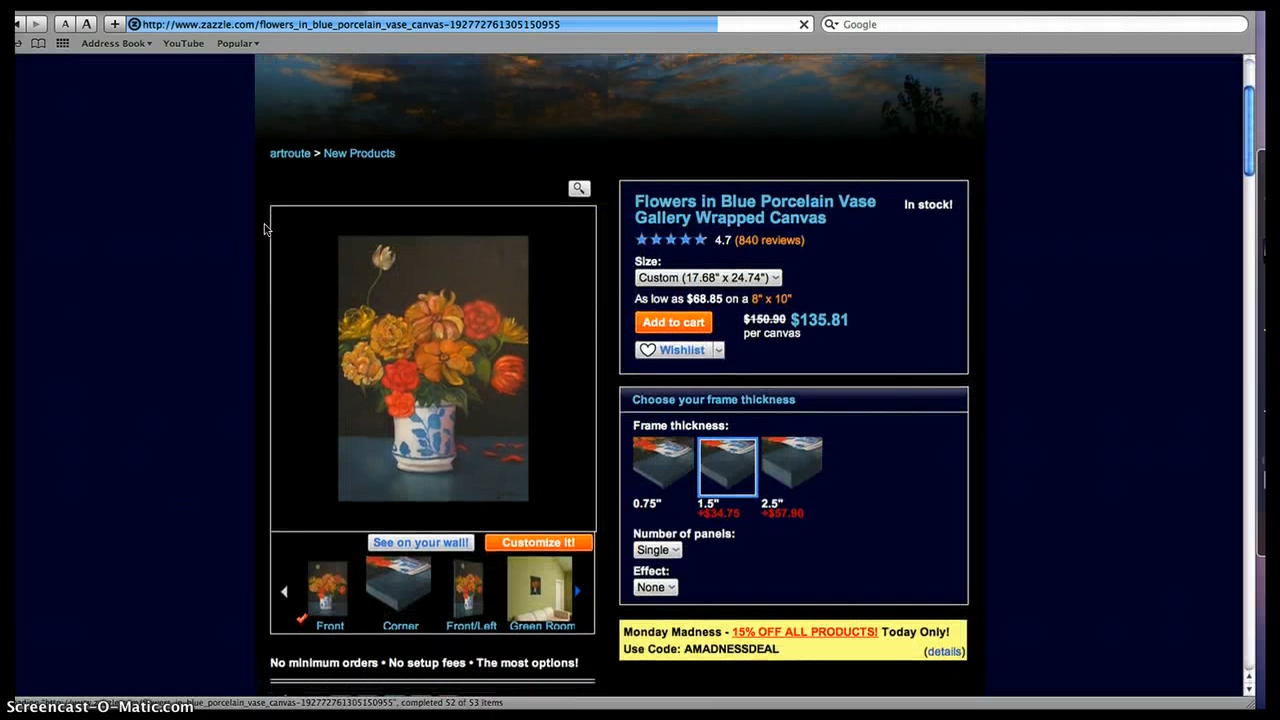 A A + http://www.zazzle.com/flowers_in_blue_porcelain_vase_canvas-192772761305150955
Google
Address Book YouTube Popular
artroute > New Products
Flowers in Blue Porcelain Vase
Gallery Wrapped Canvas
In stock!
4.7 (840 reviews)
Size:
Custom (17.68" x 24.74")
As low as $68.85 on a 8" x 10"
Add to cart
$150.90 $135.81
per canvas
Wishlist
Choose your frame thickness
Frame thickness:
0.75" 1.5" 2.5"
+$34.75 +$57.90
Number of panels:
Single
Effect:
None
See on your wall! Customize It!
Front Corner Front/Left Green Room
Monday Madness - 15% OFF ALL PRODUCTS! Today Only!
Use Code: AMADNESSDEAL (details)
No minimum orders • No setup fees • The most options!
blue_porcelain_vase_canvas-192772761305150955", completed 52 of 53 items
Screencast-O-Matic.com